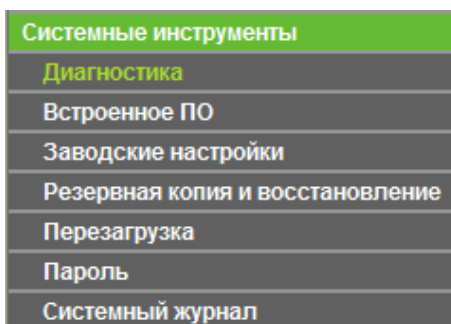 Системные инструменты
Диагностика
Встроенное ПО
Заводские настройки
Резервная копия и восстановление
Перезагрузка
Пароль
Системный журнал